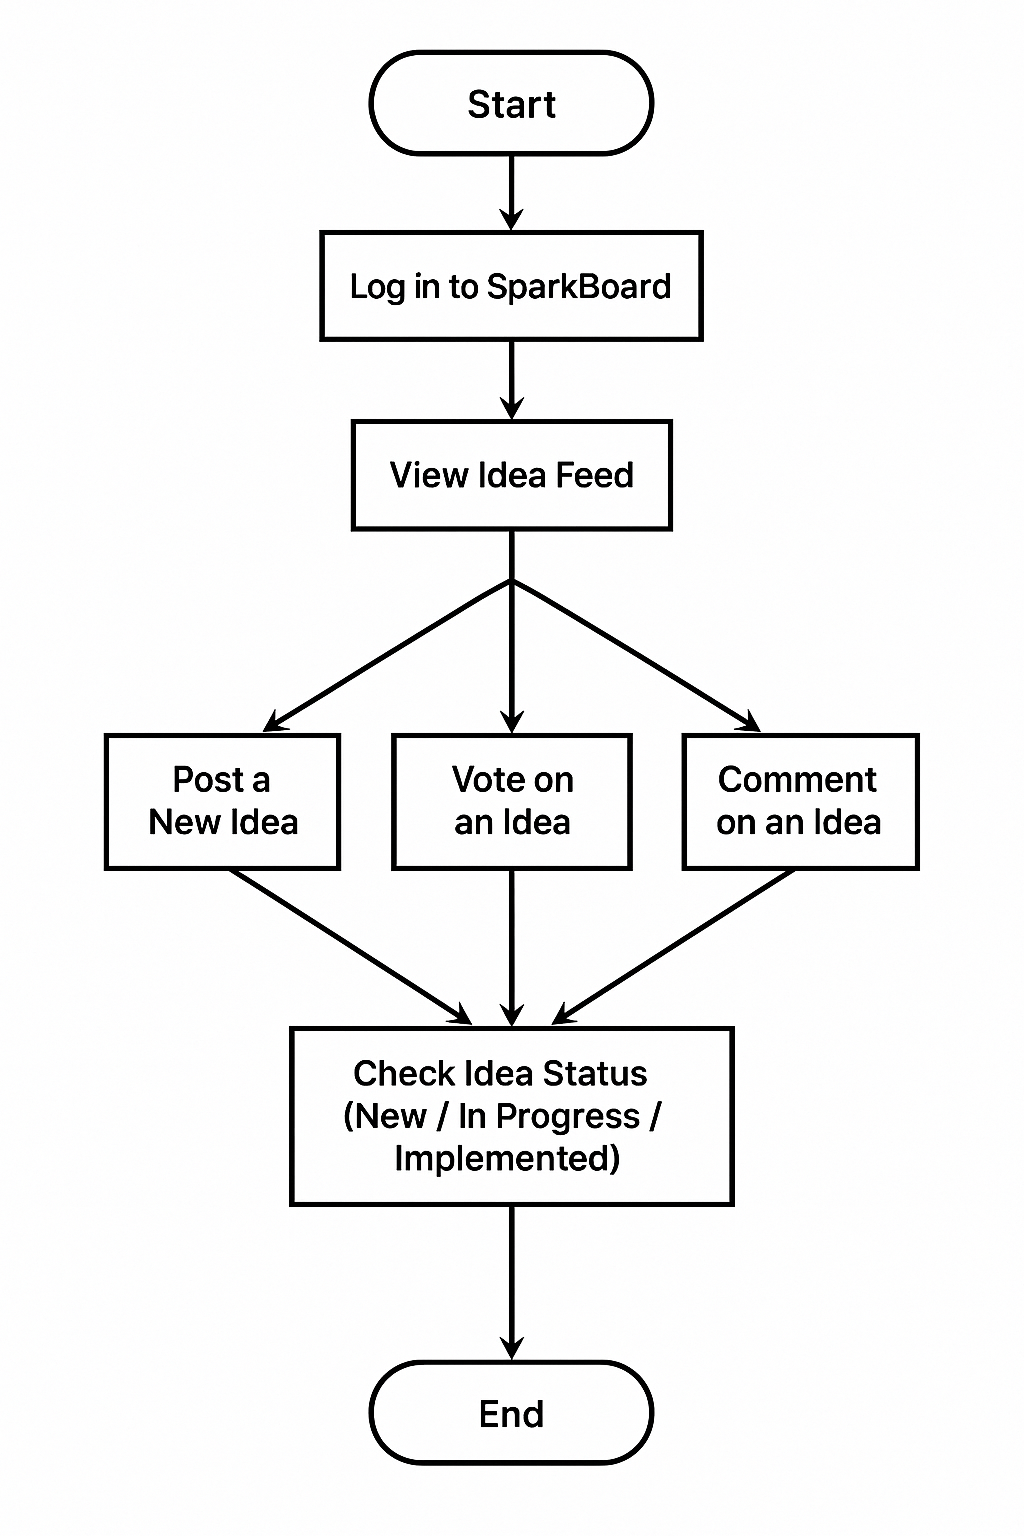 Start
Log in to SparkBoard
View Idea Feed
Post a
New Idea
Vote on
an Idea
Comment
on an Idea
Check Idea Status
(New / In Progress /
Implemented)
End